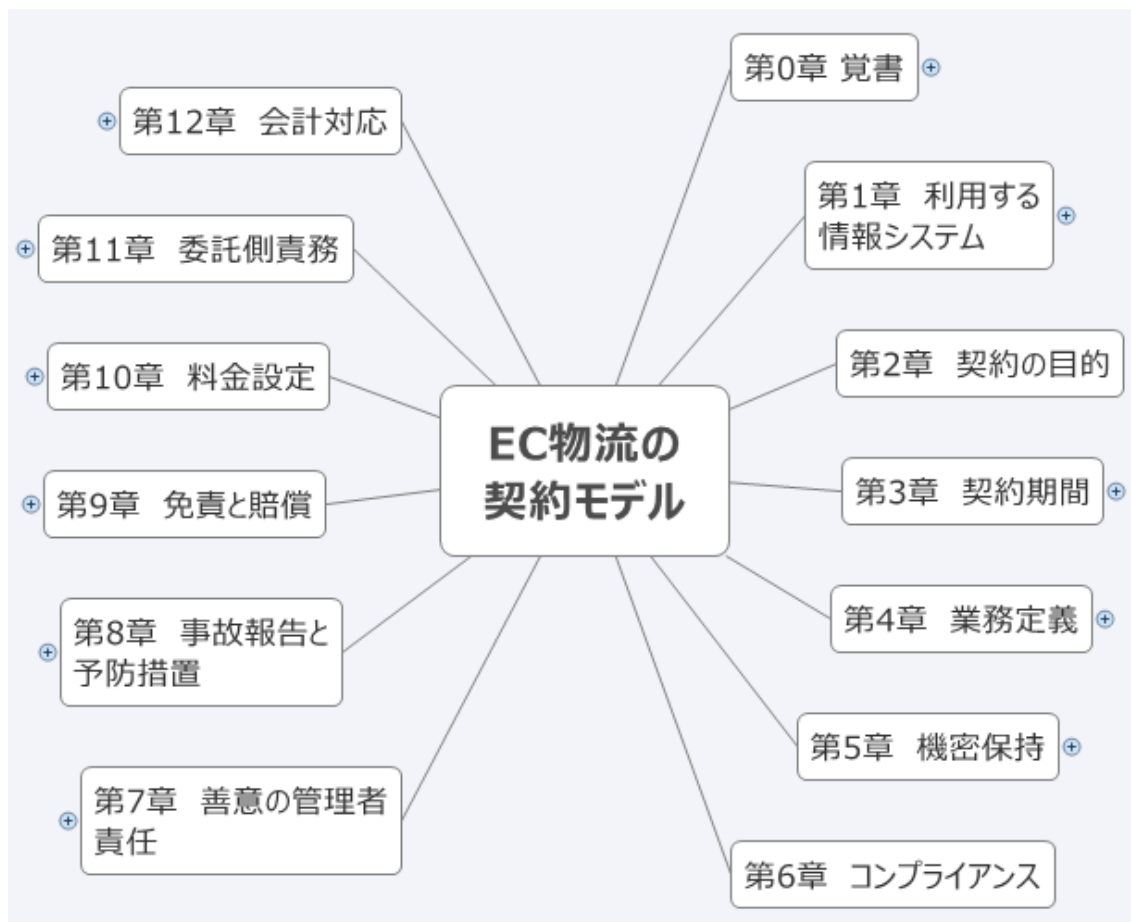 EC物流の
契約モデル
第0章 覚書
第1章　利用する
情報システム
第2章　契約の目的
第3章　契約期間
第4章　業務定義
第5章　機密保持
第6章　コンプライアンス
第7章　善意の管理者
責任
第8章　事故報告と
予防措置
第9章　免責と賠償
第10章　料金設定
第11章　委託側責務
第12章　会計対応